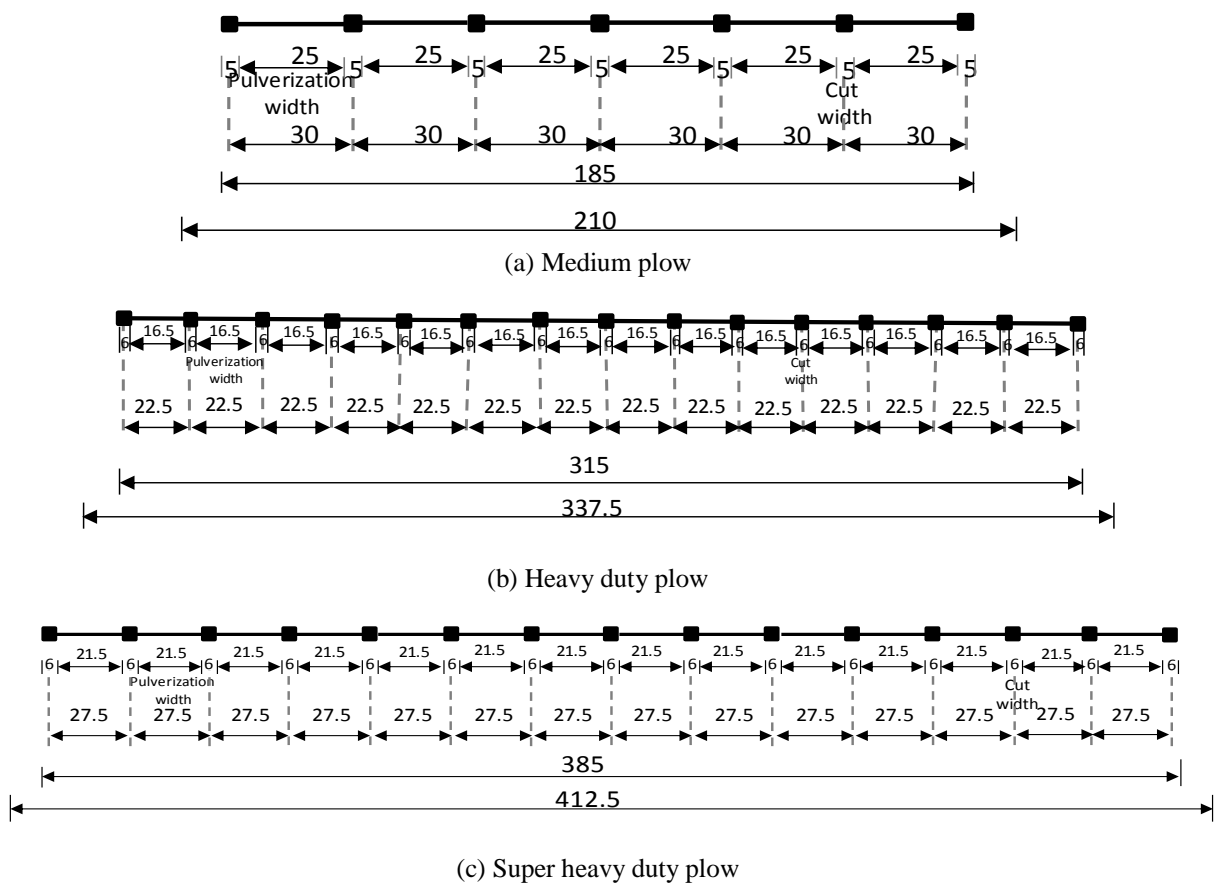 25 25 25 25 25 25
5 5 5 5 5 5 5
Pulverization Cut
width width
30 30 30 30 30 30
185
210
(a) Medium plow
16.5 16.5 16.5 16.5 16.5 16.5 16.5 16.5 16.5 16.5 16.5 16.5 16.5 16.5
6 6 6 6 6 6 6 6 6 6 6 6 6 6 6
Pulverization Cut
width width
22.5 22.5 22.5 22.5 22.5 22.5 22.5 22.5 22.5 22.5 22.5 22.5 22.5 22.5
315
337.5
(b) Heavy duty plow
21.5 21.5 21.5 21.5 21.5 21.5 21.5 21.5 21.5 21.5 21.5 21.5 21.5 21.5
6 6 6 6 6 6 6 6 6 6 6 6 6 6 6
Pulverization Cut
width width
27.5 27.5 27.5 27.5 27.5 27.5 27.5 27.5 27.5 27.5 27.5 27.5 27.5 27.5
385
412.5
(c) Super heavy duty plow